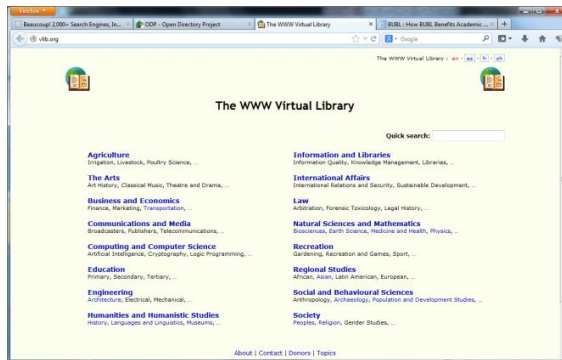 Firefox
Beaucoup! 2,000+ Search Engines, In...
ODP - Open Directory Project
The WWW Virtual Library
BUBL : How BUBL Benefits Academic ...
vlib.org
Google
The WWW Virtual Library :
The WWW Virtual Library
Quick search:
Agriculture
Irrigation, Livestock, Poultry Science, ...
The Arts
Art History, Classical Music, Theatre and Drama, ...
Business and Economics
Finance, Marketing, Transportation, ...
Communications and Media
Broadcasters, Publishers, Telecommunications, ...
Computing and Computer Science
Artificial Intelligence, Cryptography, Logic Programming, ...
Education
Primary, Secondary, Tertiary, ...
Engineering
Architecture, Electrical, Mechanical, ...
Humanities and Humanistic Studies
History, Languages and Linguistics, Museums, ...
Information and Libraries
Information Quality, Knowledge Management, Libraries, ...
International Affairs
International Relations and Security, Sustainable Development, ...
Law
Arbitration, Forensic Toxicology, Legal History, ...
Natural Sciences and Mathematics
Biosciences, Earth Science, Medicine and Health, Physics, ...
Recreation
Gardening, Recreation and Games, Sport, ...
Regional Studies
African, Asian, Latin American, European, ...
Social and Behavioural Sciences
Anthropology, Archaeology, Population and Development Studies, ...
Society
Peoples, Religion, Gender Studies, ...
About | Contact | Donors | Topics